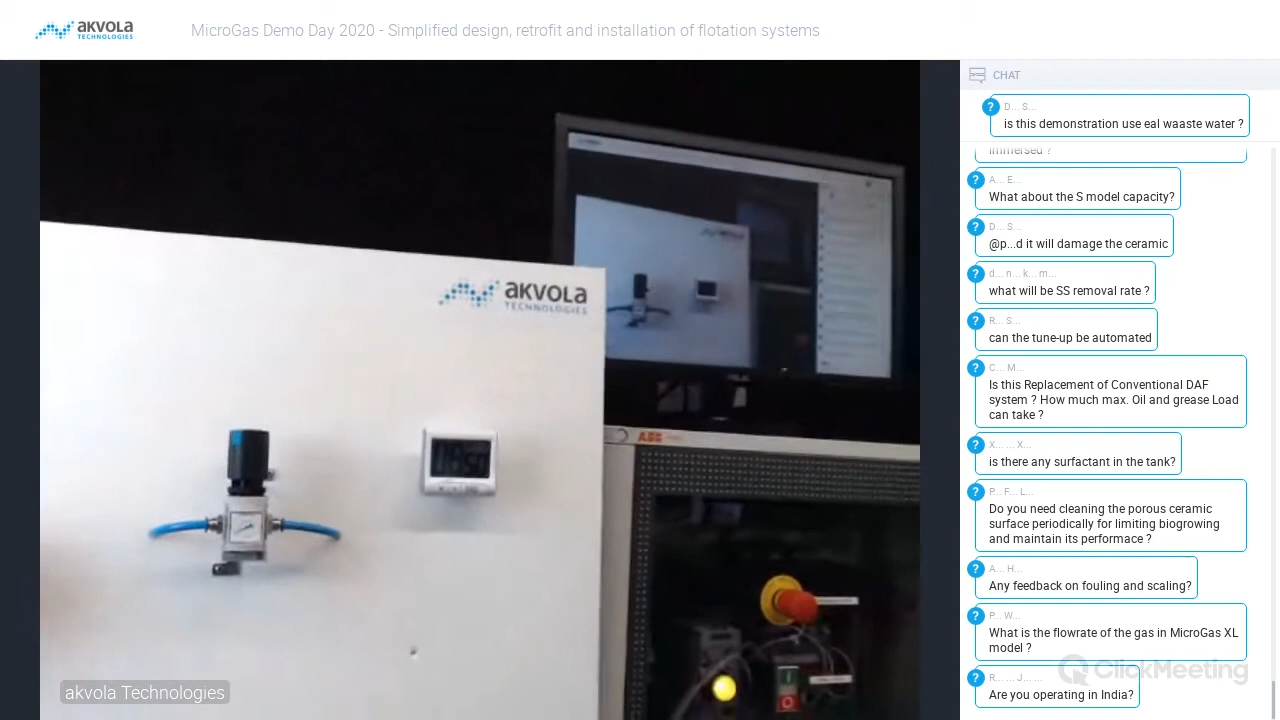 akvola
TECHNOLOGIES
MicroGas Demo Day 2020 - Simplified design, retrofit and installation of flotation systems
akvola
TECHNOLOGIES
ABB
akvola Technologies
CHAT
D... S...
is this demonstration use eal waaste water ?
immersed ?
A... E...
What about the S model capacity?
D... S...
@p...d it will damage the ceramic
d... n... k... m...
what will be SS removal rate ?
R... S...
can the tune-up be automated
C... M...
Is this Replacement of Conventional DAF
system ? How much max. Oil and grease Load
can take ?
X... ... X...
is there any surfactant in the tank?
P... F... L...
Do you need cleaning the porous ceramic
surface periodically for limiting biogrowing
and maintain its performace ?
A... H...
Any feedback on fouling and scaling?
P... W...
What is the flowrate of the gas in MicroGas XL
model ?
ClickMeeting
R... ... J... ...
Are you operating in India?